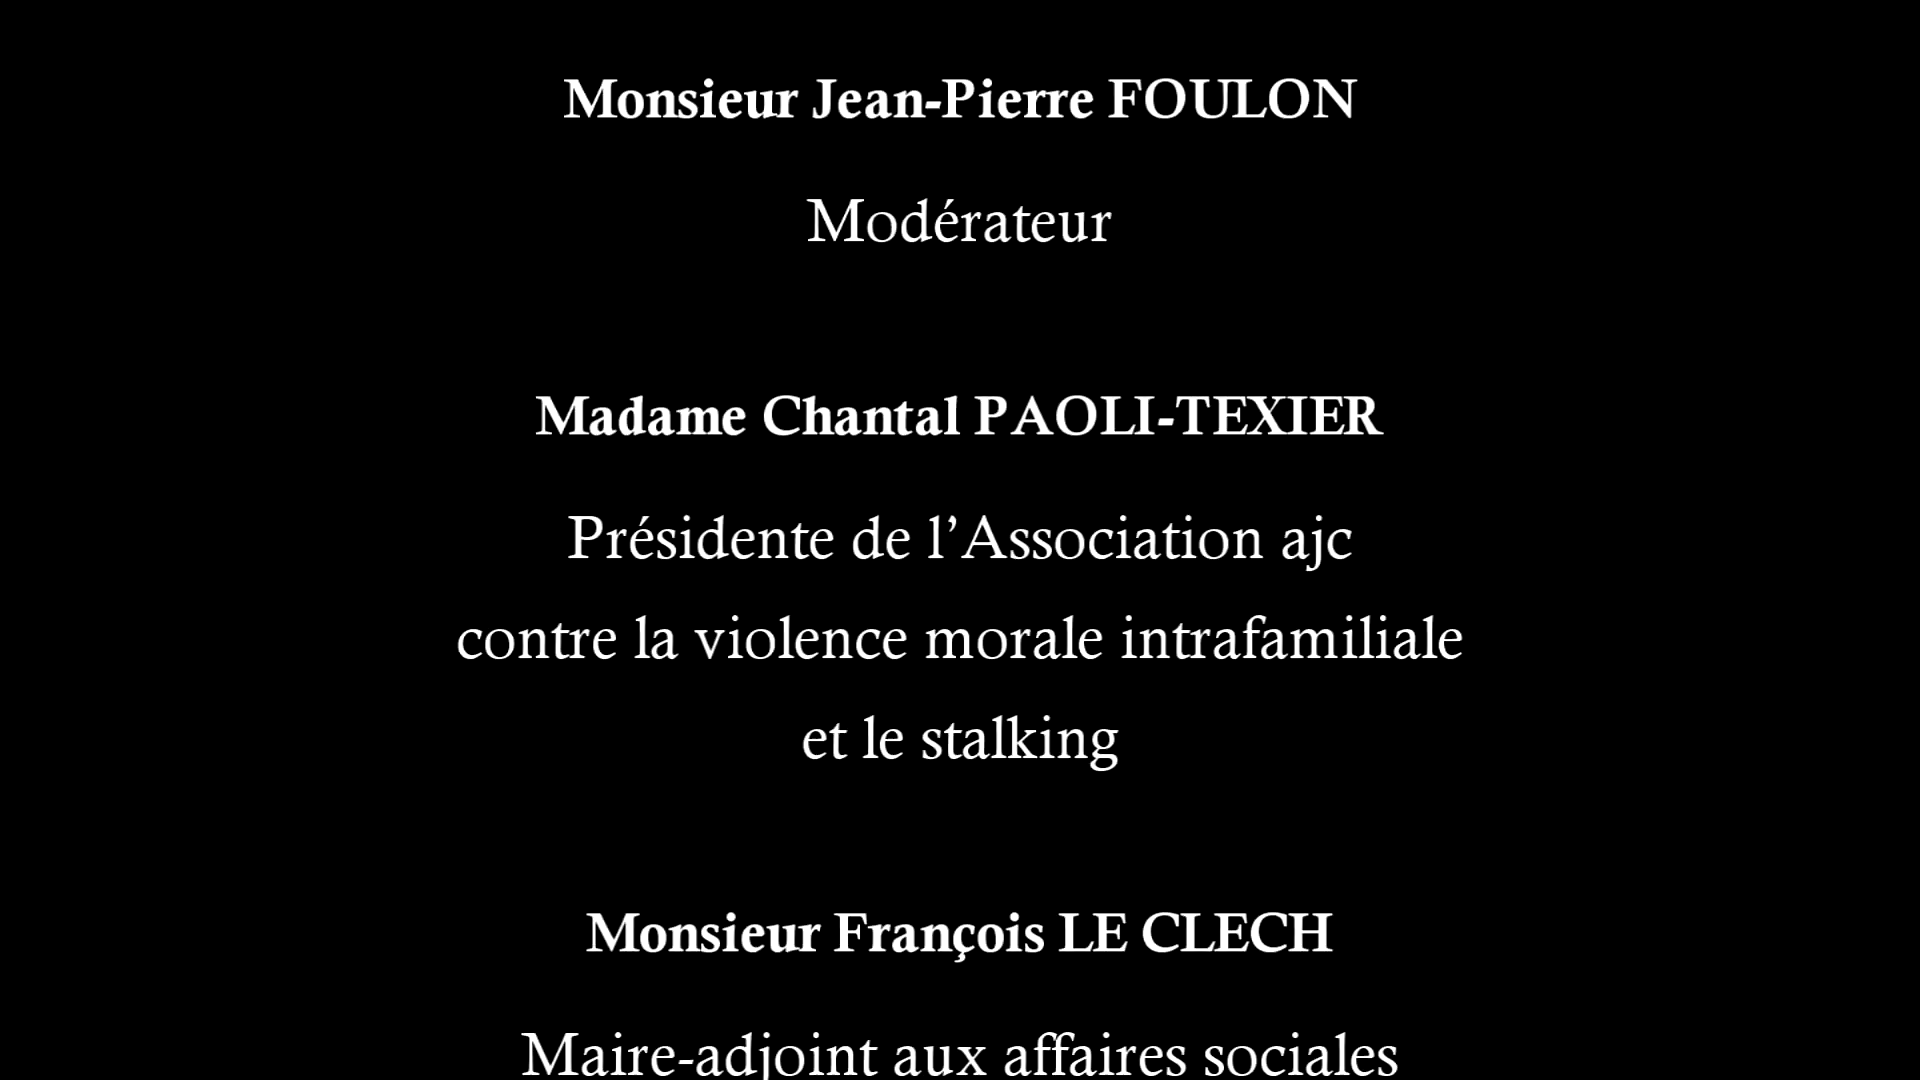 Monsieur Jean-Pierre FOULON
Modérateur
Madame Chantal PAOLI-TEXIER
Présidente de l’Association ajc
contre la violence morale intrafamiliale
et le stalking
Monsieur François LE CLECH
Maire-adjoint aux affaires sociales